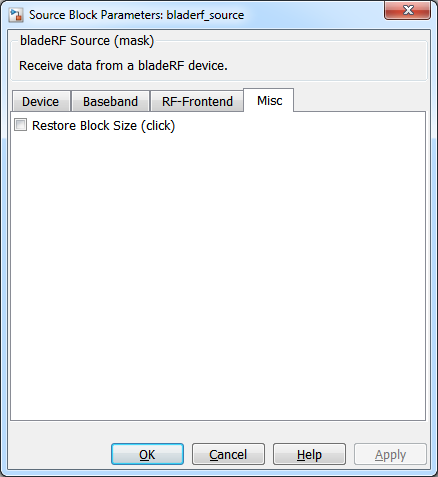 Source Block Parameters: bladerf_source
bladeRF Source (mask)
Receive data from a bladeRF device.
Device Baseband RF-Frontend Misc
Restore Block Size (click)
OK Cancel Help Apply